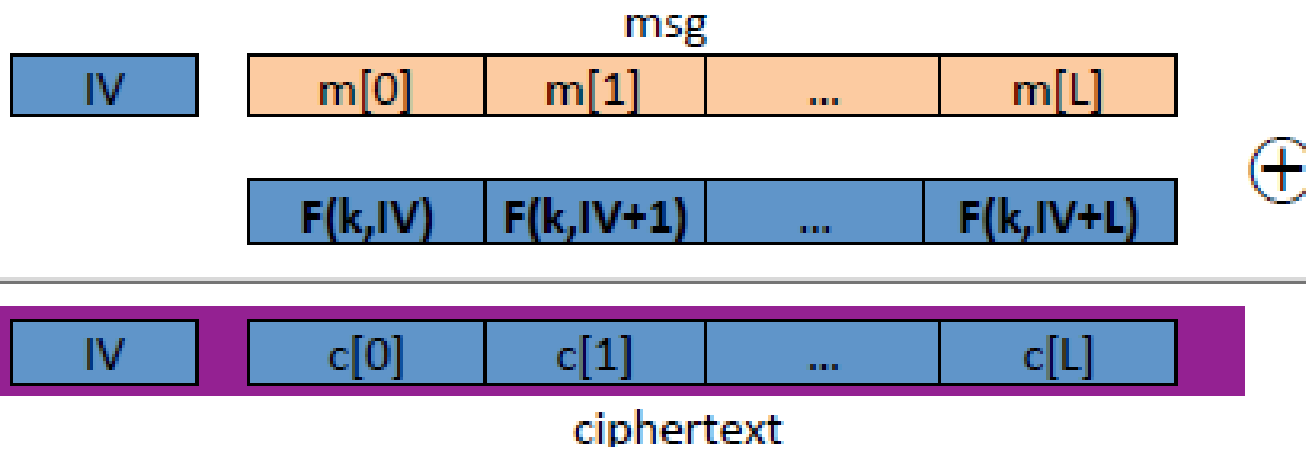 msg
IV m[0] m[1] ... m[L]
F(k,IV) F(k,IV+1) ... F(k,IV+L)
IV c[0] c[1] ... c[L]
ciphertext